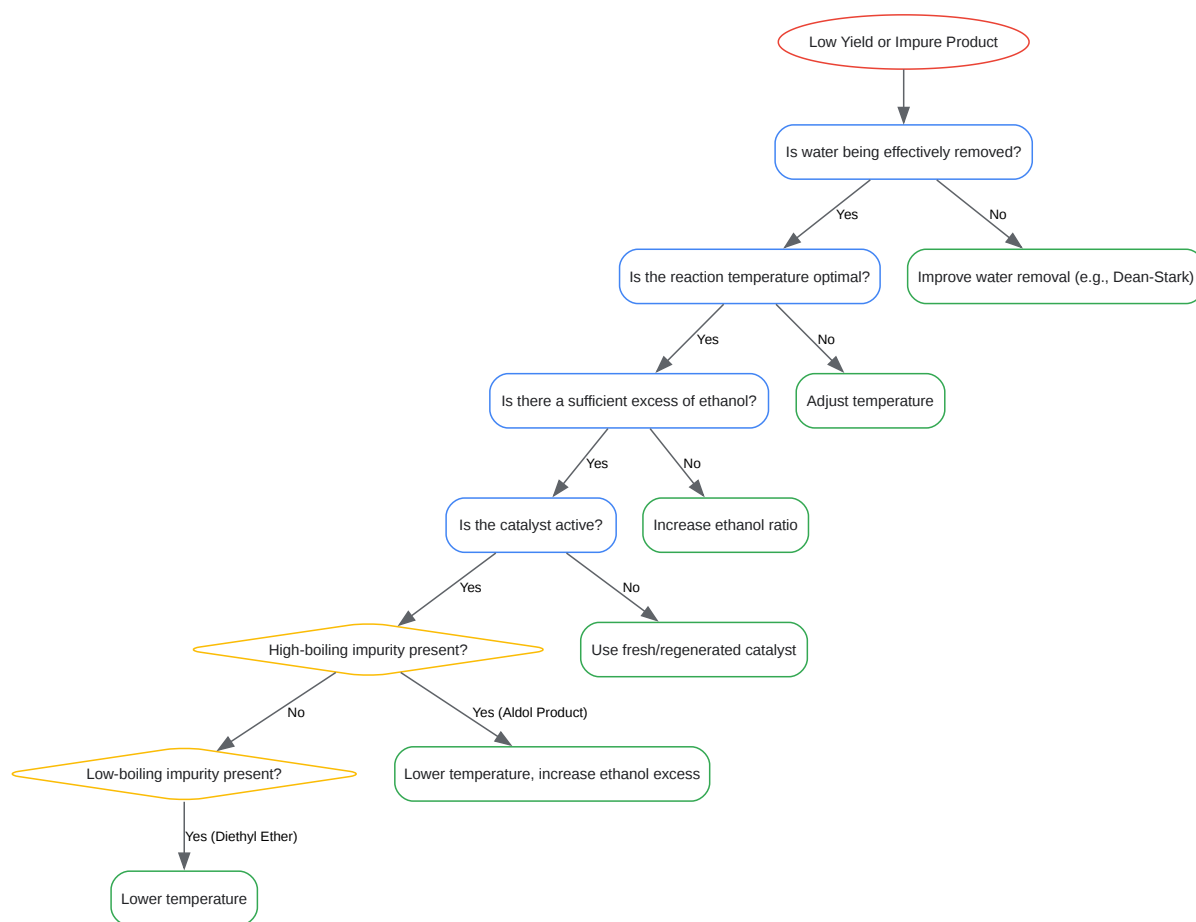 Low Yield or Impure Product
Is water being effectively removed?
Yes
No
Is the reaction temperature optimal?
Improve water removal (e.g., Dean-Stark)
Yes
No
Is there a sufficient excess of ethanol?
Adjust temperature
Yes
No
Is the catalyst active?
Increase ethanol ratio
Yes
No
High-boiling impurity present?
Use fresh/regenerated catalyst
No
Yes (Aldol Product)
Low-boiling impurity present?
Lower temperature, increase ethanol excess
Yes (Diethyl Ether)
Lower temperature